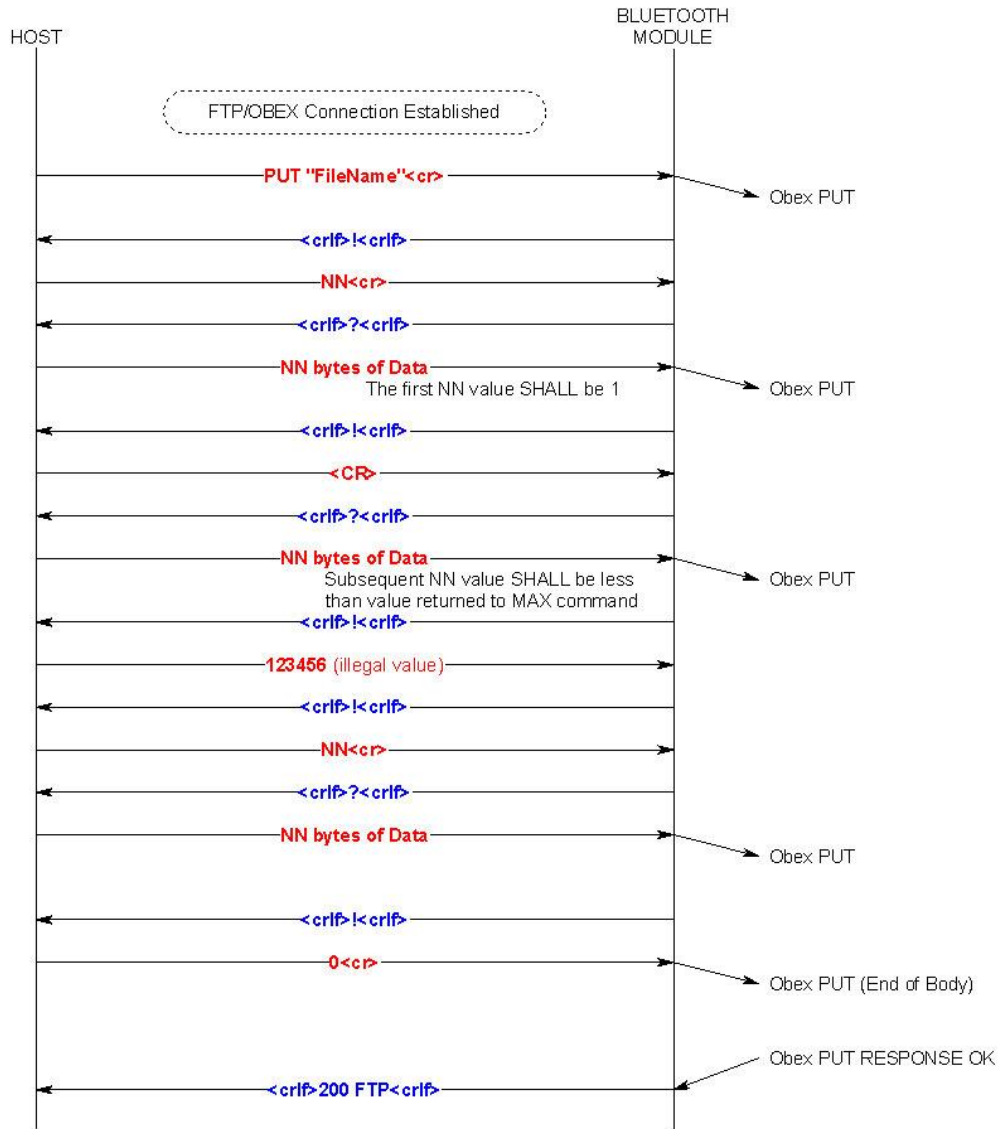 HOST
BLUETOOTH
MODULE
FTP/OBEX Connection Established
PUT "FileName"<cr>
Obex PUT
<crlf>!<crlf>
NN<cr>
<crlf>?<crlf>
NN bytes of Data
The first NN value SHALL be 1
Obex PUT
<crlf>!<crlf>
<CR>
<crlf>?<crlf>
NN bytes of Data
Obex PUT
Subsequent NN value SHALL be less
than value returned to MAX command
<crlf>!<crlf>
123456 (illegal value)
<crlf>!<crlf>
NN<cr>
<crlf>?<crlf>
NN bytes of Data
Obex PUT
<crlf>!<crlf>
0<cr>
Obex PUT (End of Body)
Obex PUT RESPONSE OK
<crlf>200 FTP<crlf>